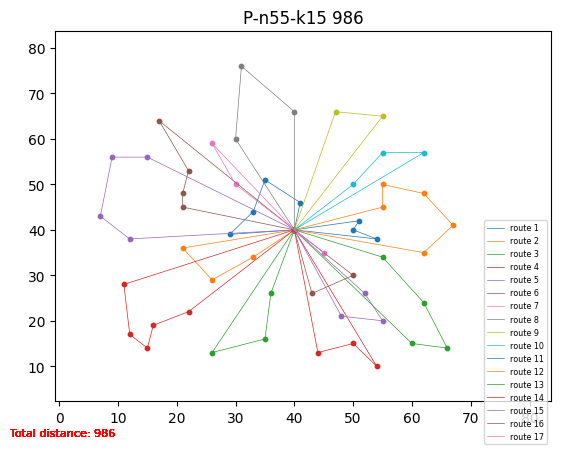 P-n55-k15 986
80
70
60
50
40
30
20
10
0 10 20 30 40 50 60 70 80
route 1
route 2
route 3
route 4
route 5
route 6
route 7
route 8
route 9
route 10
route 11
route 12
route 13
route 14
route 15
route 16
route 17
Total distance: 986